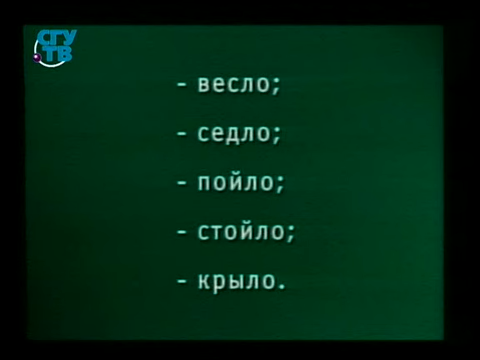 СГУ
ТВ
- весло;
- седло;
- пойло;
- стойло;
- крыло.